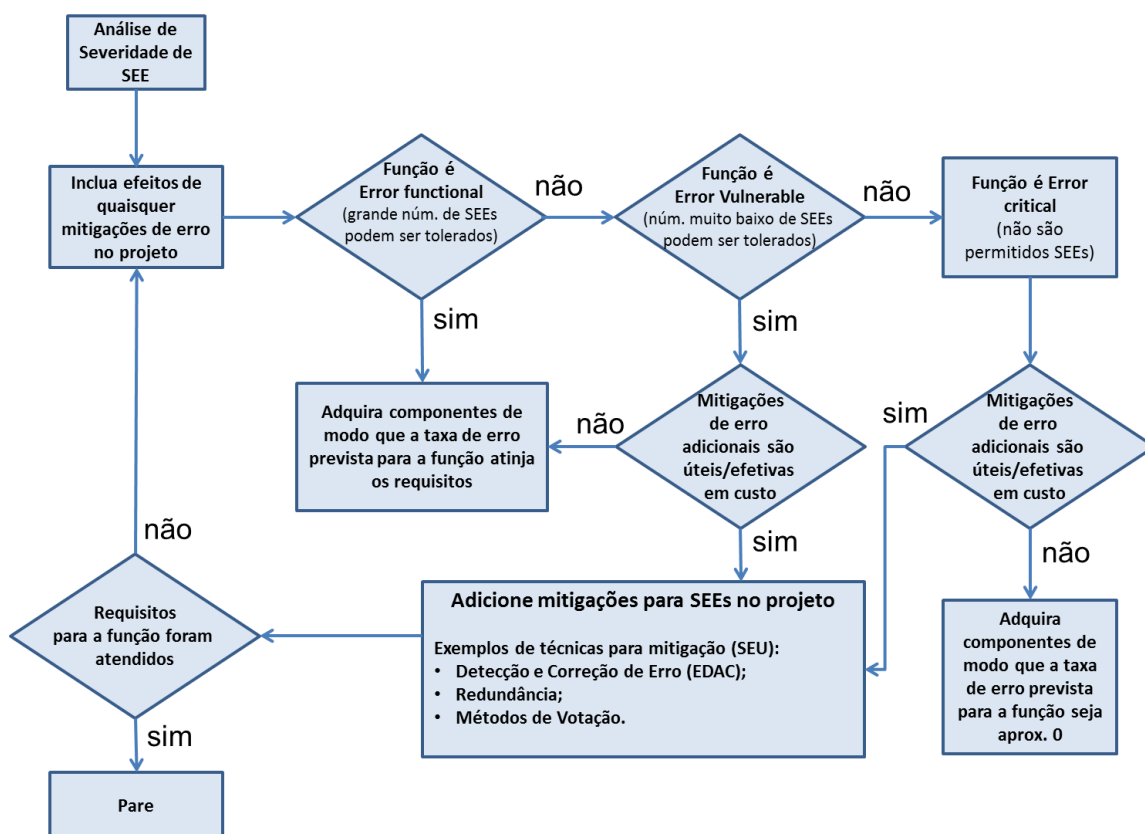 Análise de
Severidade de
SEE
Inclua efeitos de
quaisquer
mitigações de erro
no projeto
Função é
Error functional
(grande núm. de SEEs
podem ser tolerados)
não
Função é
Error Vulnerable
(núm. muito baixo de SEEs
podem ser tolerados)
não
Função é Error
critical
(não são
permitidos SEEs)
sim
sim
Adquira componentes de
modo que a taxa de erro
prevista para a função atinja
os requisitos
não
Mitigações
de erro
adicionais são
úteis/efetivas
em custo
sim
Mitigações
de erro
adicionais são
úteis/efetivas
em custo
não
sim
não
Requisitos
para a função foram
atendidos
Adicione mitigações para SEEs no projeto
Exemplos de técnicas para mitigação (SEU):
• Detecção e Correção de Erro (EDAC);
• Redundância;
• Métodos de Votação.
Adquira
componentes de
modo que a taxa
de erro prevista
para a função seja
aprox. 0
sim
Pare